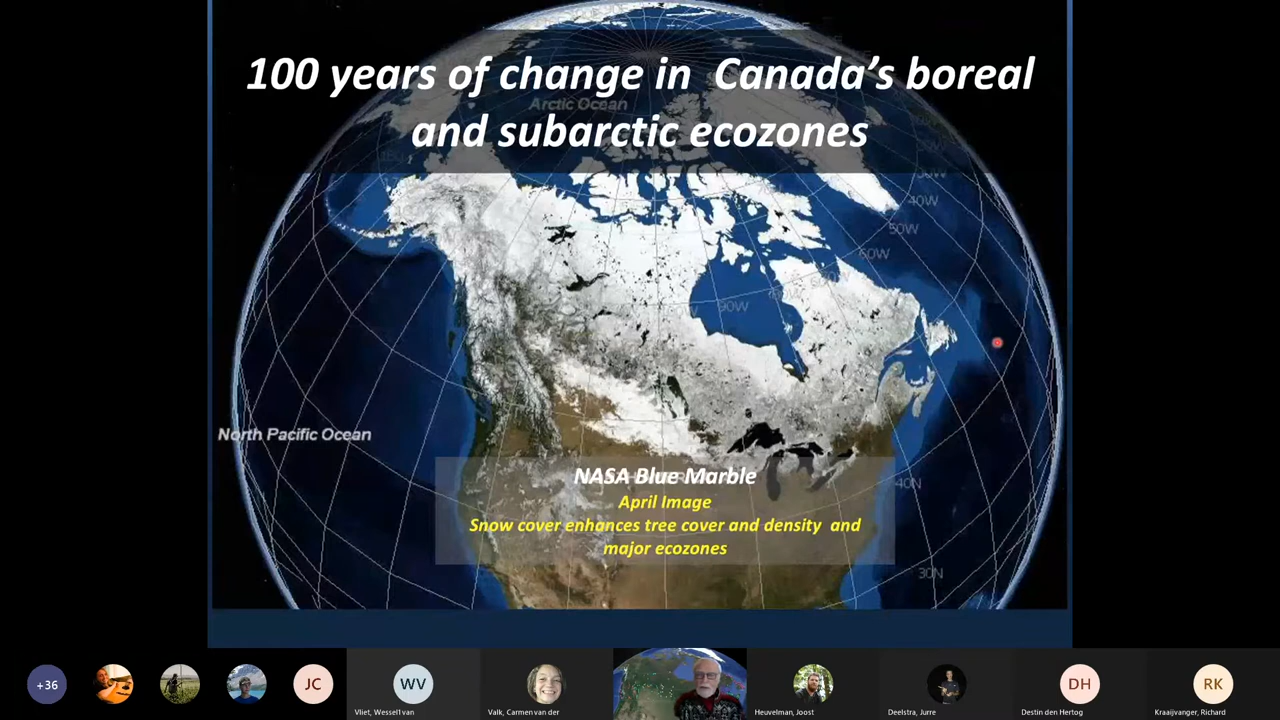 100 years of change in Canada's boreal
and subarctic ecozones
Arctic Ocean
40W
50W
60W
90W
North Pacific Ocean
NASA Blue Marble
April Image
40N
Snow cover enhances tree cover and density and
major ecozones
30N
+36
JC
WV
DH
RK
Vliet, Wessel1van
Valk, Carmen van der
Heuvelman, Joost
Deelstra, Jurre
Destin den Hertog
Kraaijvanger, Richard